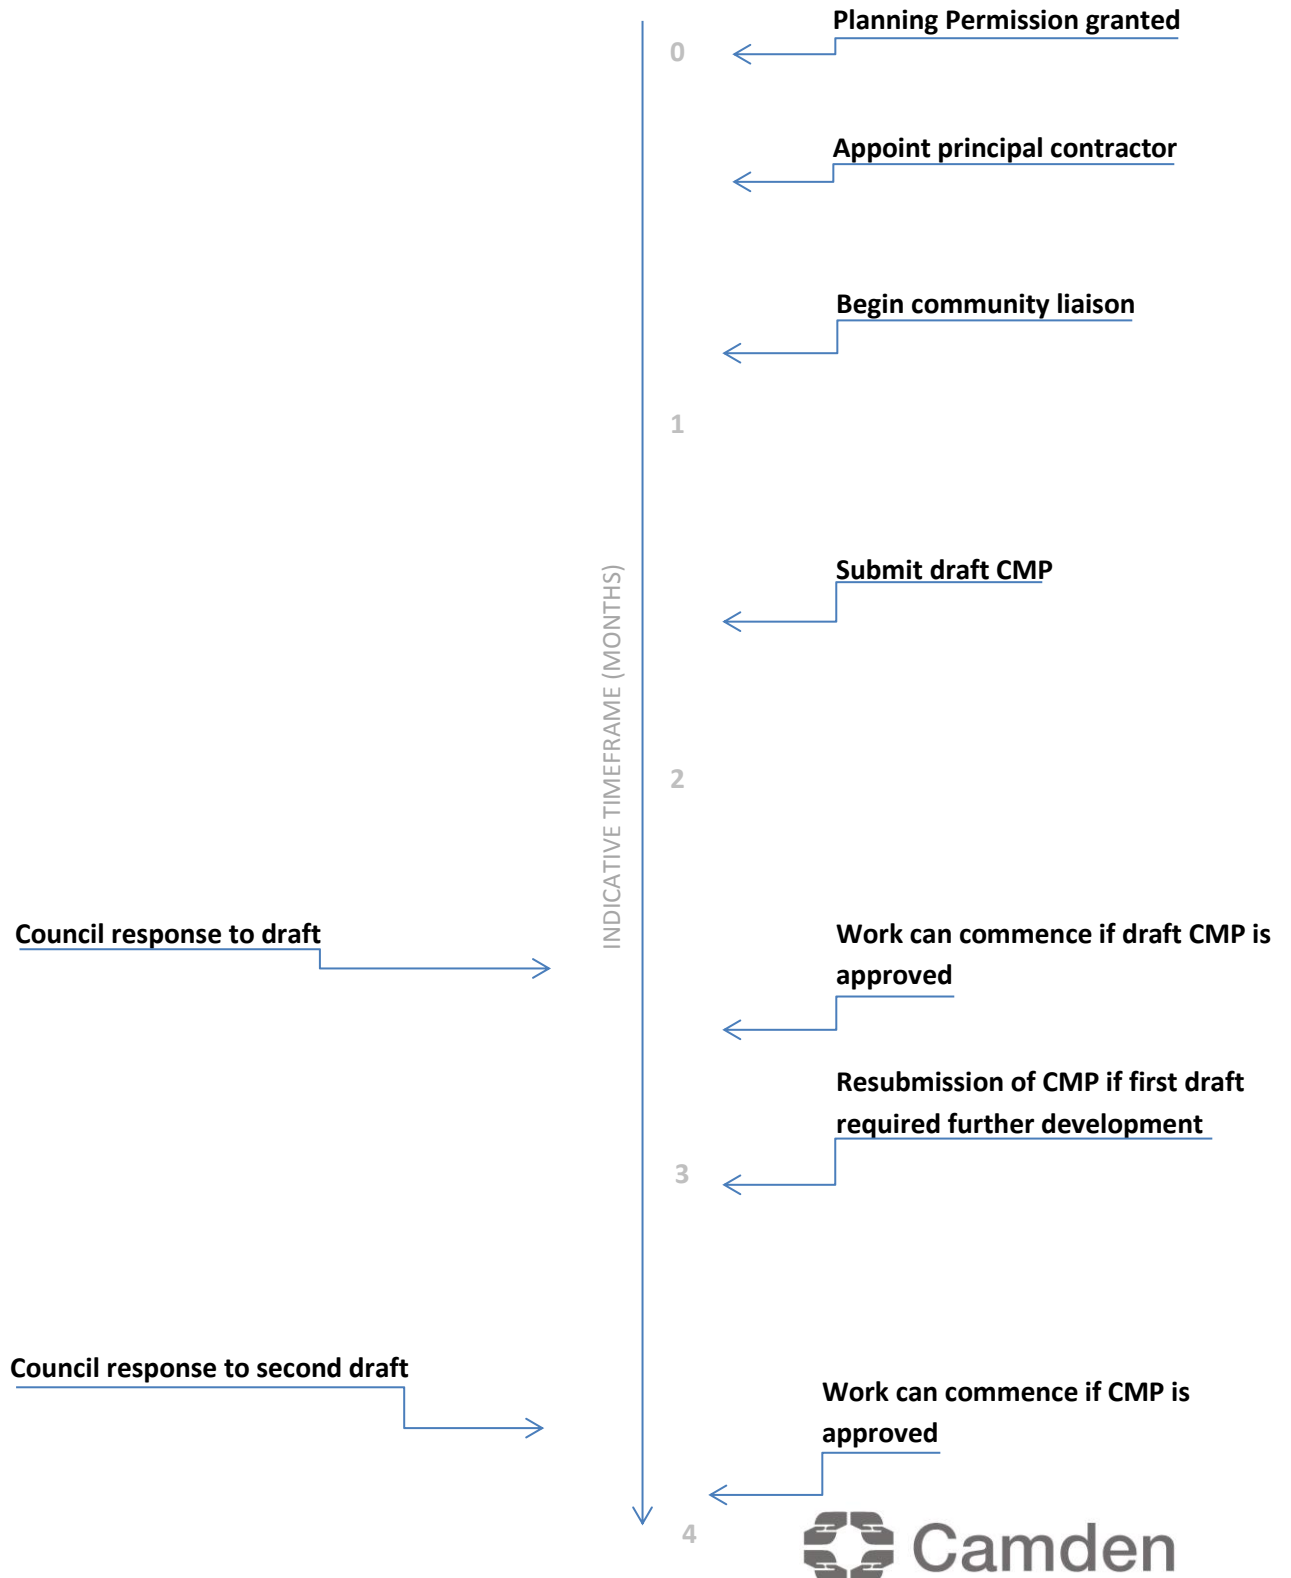 Planning Permission granted
0
Appoint principal contractor
Begin community liaison
1
Submit draft CMP
INDICATIVE TIMEFRAME (MONTHS)
2
Council response to draft
Work can commence if draft CMP is
approved
Resubmission of CMP if first draft
required further development
3
Council response to second draft
Work can commence if CMP is
approved
4
Camden